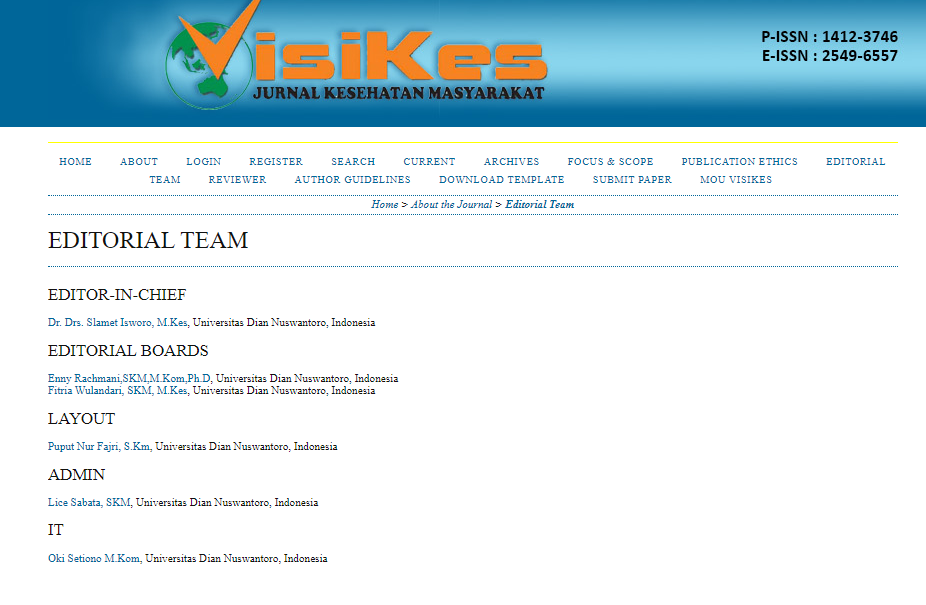 VisiKes
JURNAL KESEHATAN MASYARAKAT
P-ISSN : 1412-3746
E-ISSN : 2549-6557
HOME ABOUT LOGIN REGISTER SEARCH CURRENT ARCHIVES FOCUS & SCOPE PUBLICATION ETHICS EDITORIAL
TEAM REVIEWER AUTHOR GUIDELINES DOWNLOAD TEMPLATE SUBMIT PAPER MOU VISIKES
Home > About the Journal > Editorial Team
EDITORIAL TEAM
EDITOR-IN-CHIEF
Dr. Drs. Slamet Isworo, M.Kes, Universitas Dian Nuswantoro, Indonesia
EDITORIAL BOARDS
Enny Rachmani,SKM,M.Kom,Ph.D, Universitas Dian Nuswantoro, Indonesia
Fitria Wulandari, SKM, M.Kes, Universitas Dian Nuswantoro, Indonesia
LAYOUT
Puput Nur Fajri, S.Km, Universitas Dian Nuswantoro, Indonesia
ADMIN
Lice Sabata, SKM, Universitas Dian Nuswantoro, Indonesia
IT
Oki Setiono M.Kom, Universitas Dian Nuswantoro, Indonesia